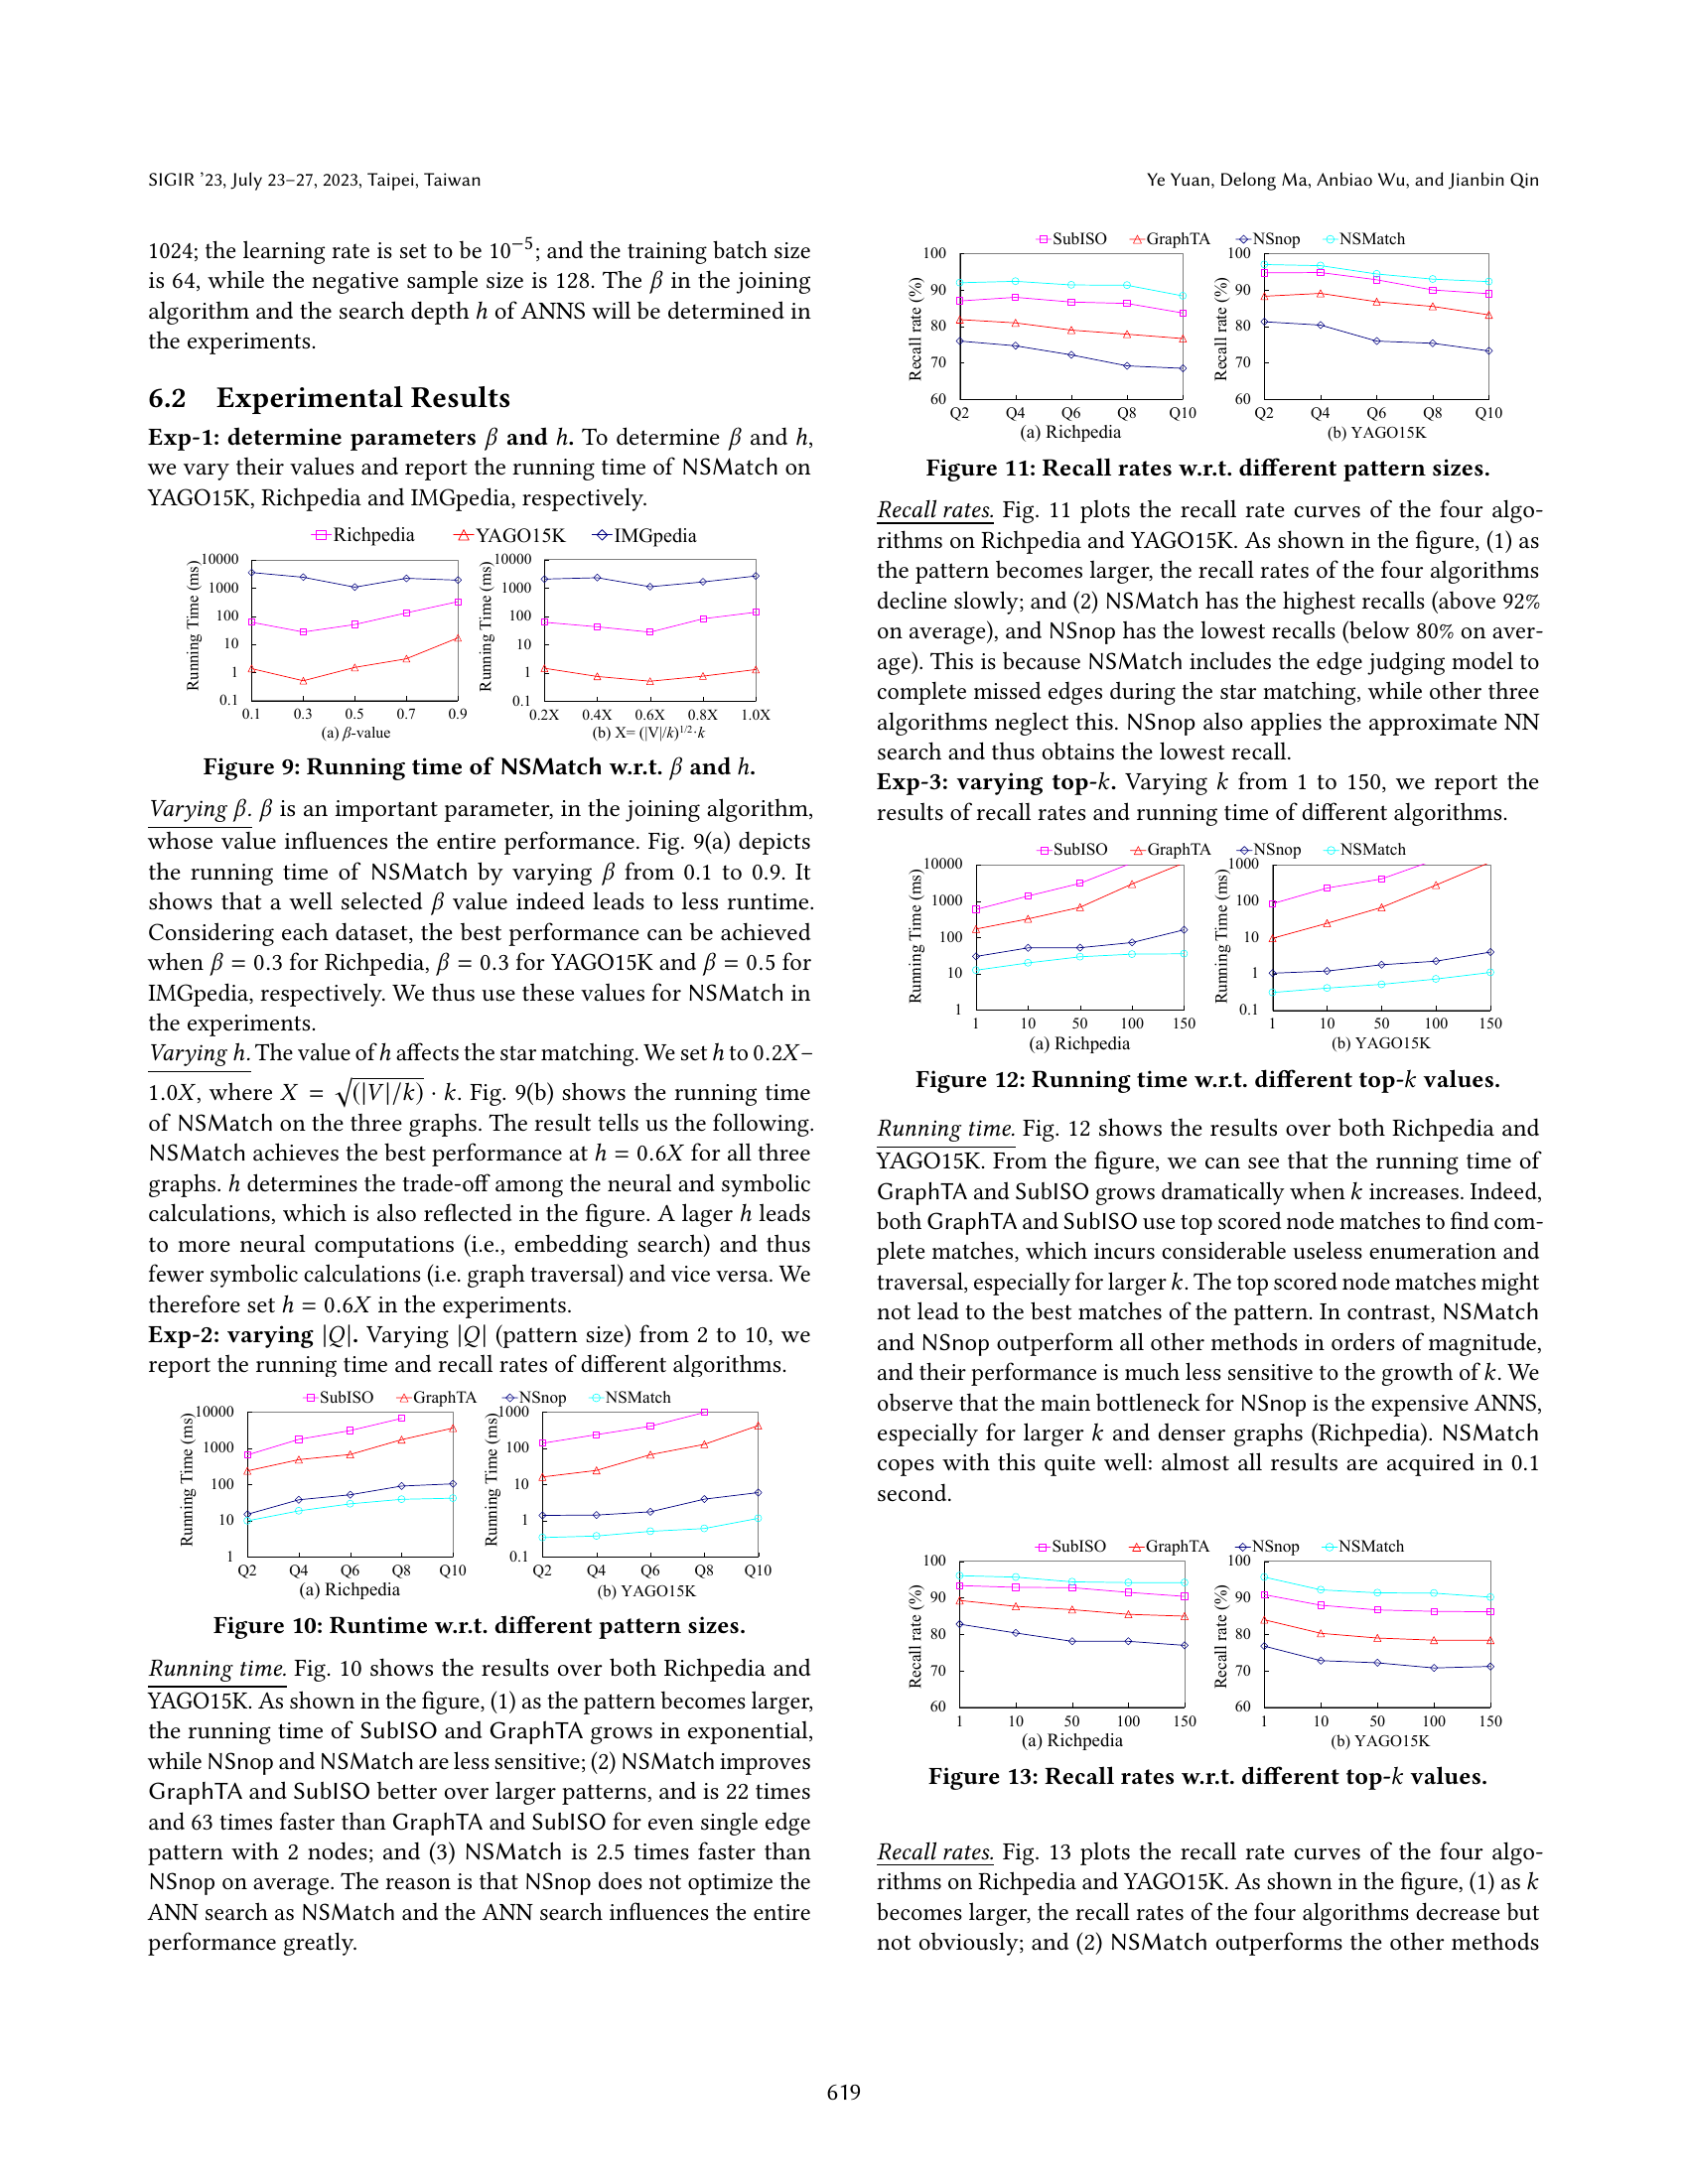 SIGIR ’23, July 23–27, 2023, Taipei, Taiwan
Ye Yuan, Delong Ma, Anbiao Wu, and Jianbin Qin
1024; the learning rate is set to be 10−5; and the training batch size
is 64, while the negative sample size is 128. The β in the joining
algorithm and the search depth h of ANNS will be determined in
the experiments.
6.2 Experimental Results
Exp-1: determine parameters β and h. To determine β and h,
we vary their values and report the running time of NSMatch on
YAGO15K, Richpedia and IMGpedia, respectively.
Richpedia YAGO15K IMGpedia
Running Time (ms)
10000
1000
100
10
1
0.1
0.1 0.3 0.5 0.7 0.9
(a) β-value
Running Time (ms)
10000
1000
100
10
1
0.1
0.2X 0.4X 0.6X 0.8X 1.0X
(b) X= (|V|/k)1/2·k
Figure 9: Running time of NSMatch w.r.t. β and h.
Varying β. β is an important parameter, in the joining algorithm,
whose value influences the entire performance. Fig. 9(a) depicts
the running time of NSMatch by varying β from 0.1 to 0.9. It
shows that a well selected β value indeed leads to less runtime.
Considering each dataset, the best performance can be achieved
when β = 0.3 for Richpedia, β = 0.3 for YAGO15K and β = 0.5 for
IMGpedia, respectively. We thus use these values for NSMatch in
the experiments.
Varying h. The value of h affects the star matching. We set h to 0.2X–
1.0X, where X = √(|V|/k) · k. Fig. 9(b) shows the running time
of NSMatch on the three graphs. The result tells us the following.
NSMatch achieves the best performance at h = 0.6X for all three
graphs. h determines the trade-off among the neural and symbolic
calculations, which is also reflected in the figure. A lager h leads
to more neural computations (i.e., embedding search) and thus
fewer symbolic calculations (i.e. graph traversal) and vice versa. We
therefore set h = 0.6X in the experiments.
Exp-2: varying |Q|. Varying |Q| (pattern size) from 2 to 10, we
report the running time and recall rates of different algorithms.
SubISO GraphTA NSnop NSMatch
Running Time (ms)
10000
1000
100
10
1
Q2 Q4 Q6 Q8 Q10
(a) Richpedia
Running Time (ms)
1000
100
10
1
0.1
Q2 Q4 Q6 Q8 Q10
(b) YAGO15K
Figure 10: Runtime w.r.t. different pattern sizes.
Running time. Fig. 10 shows the results over both Richpedia and
YAGO15K. As shown in the figure, (1) as the pattern becomes larger,
the running time of SubISO and GraphTA grows in exponential,
while NSnop and NSMatch are less sensitive; (2) NSMatch improves
GraphTA and SubISO better over larger patterns, and is 22 times
and 63 times faster than GraphTA and SubISO for even single edge
pattern with 2 nodes; and (3) NSMatch is 2.5 times faster than
NSnop on average. The reason is that NSnop does not optimize the
ANN search as NSMatch and the ANN search influences the entire
performance greatly.
SubISO GraphTA NSnop NSMatch
Recall rate (%)
100
90
80
70
60
Q2 Q4 Q6 Q8 Q10
(a) Richpedia
Recall rate (%)
100
90
80
70
60
Q2 Q4 Q6 Q8 Q10
(b) YAGO15K
Figure 11: Recall rates w.r.t. different pattern sizes.
Recall rates. Fig. 11 plots the recall rate curves of the four algo-
rithms on Richpedia and YAGO15K. As shown in the figure, (1) as
the pattern becomes larger, the recall rates of the four algorithms
decline slowly; and (2) NSMatch has the highest recalls (above 92%
on average), and NSnop has the lowest recalls (below 80% on aver-
age). This is because NSMatch includes the edge judging model to
complete missed edges during the star matching, while other three
algorithms neglect this. NSnop also applies the approximate NN
search and thus obtains the lowest recall.
Exp-3: varying top-k. Varying k from 1 to 150, we report the
results of recall rates and running time of different algorithms.
SubISO GraphTA NSnop NSMatch
Running Time (ms)
10000
1000
100
10
1
1 10 50 100 150
(a) Richpedia
Running Time (ms)
1000
100
10
1
0.1
1 10 50 100 150
(b) YAGO15K
Figure 12: Running time w.r.t. different top-k values.
Running time. Fig. 12 shows the results over both Richpedia and
YAGO15K. From the figure, we can see that the running time of
GraphTA and SubISO grows dramatically when k increases. Indeed,
both GraphTA and SubISO use top scored node matches to find com-
plete matches, which incurs considerable useless enumeration and
traversal, especially for larger k. The top scored node matches might
not lead to the best matches of the pattern. In contrast, NSMatch
and NSnop outperform all other methods in orders of magnitude,
and their performance is much less sensitive to the growth of k. We
observe that the main bottleneck for NSnop is the expensive ANNS,
especially for larger k and denser graphs (Richpedia). NSMatch
copes with this quite well: almost all results are acquired in 0.1
second.
SubISO GraphTA NSnop NSMatch
Recall rate (%)
100
90
80
70
60
1 10 50 100 150
(a) Richpedia
Recall rate (%)
100
90
80
70
60
1 10 50 100 150
(b) YAGO15K
Figure 13: Recall rates w.r.t. different top-k values.
Recall rates. Fig. 13 plots the recall rate curves of the four algo-
rithms on Richpedia and YAGO15K. As shown in the figure, (1) as k
becomes larger, the recall rates of the four algorithms decrease but
not obviously; and (2) NSMatch outperforms the other methods
619